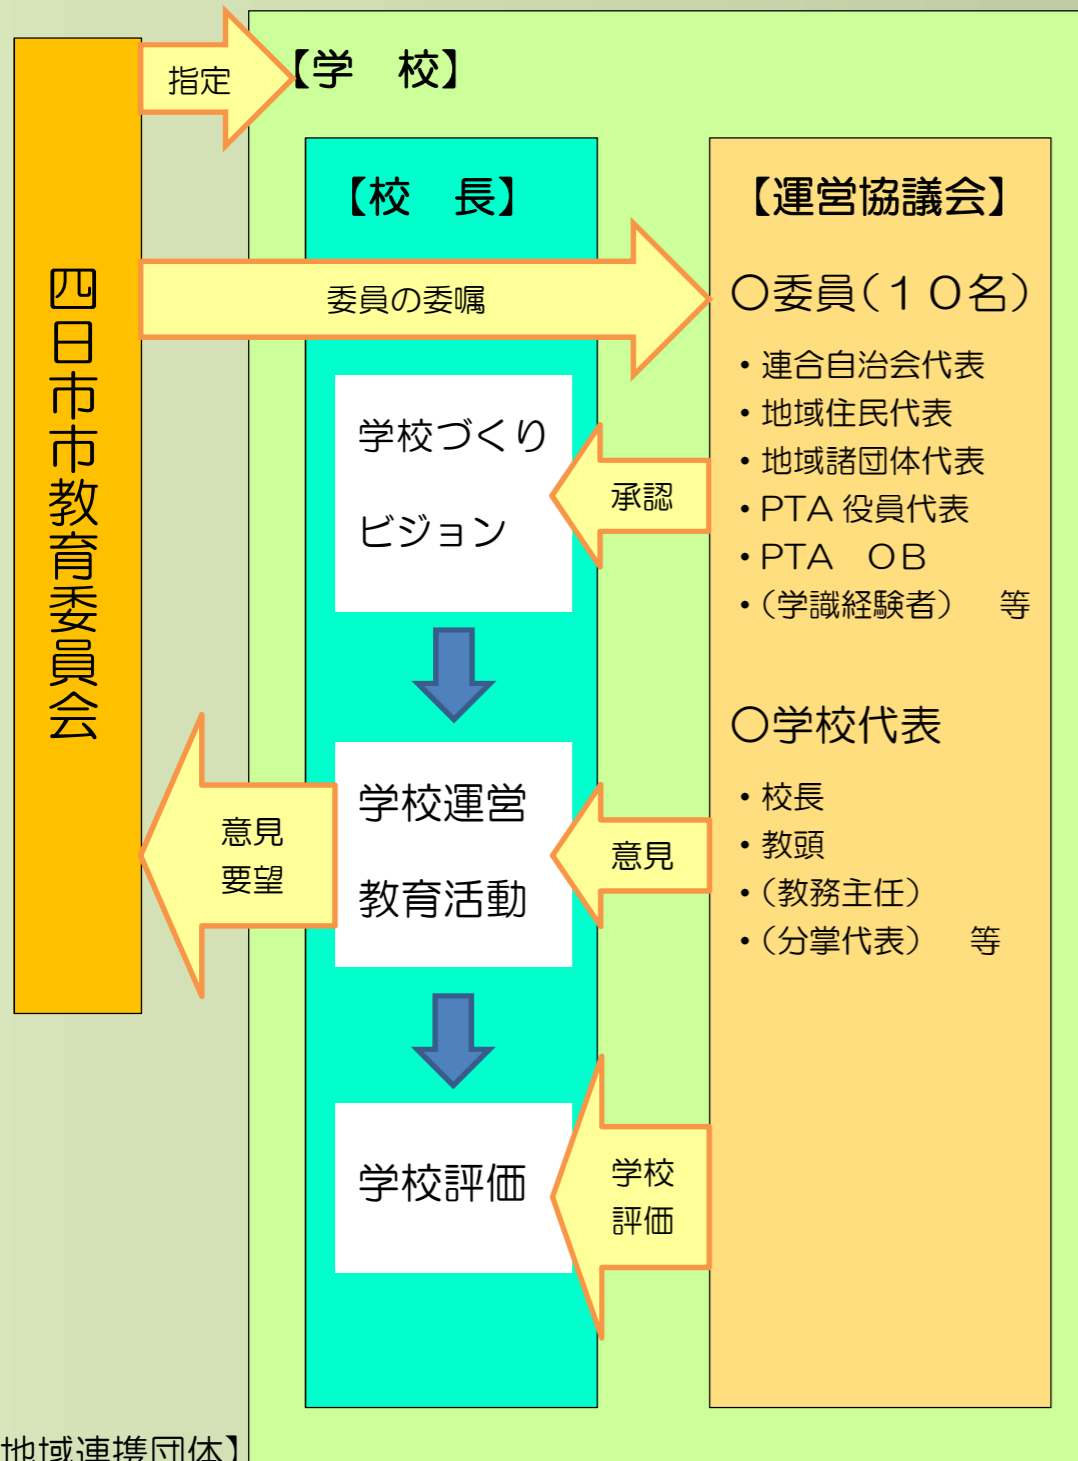 四日市市教育委員会
指定
【学　校】
【校　長】
委員の委嘱
学校づくり
ビジョン
承認
学校運営
教育活動
意見
意見
要望
学校評価
学校
評価
【運営協議会】
〇委員（１０名）
・連合自治会代表
・地域住民代表
・地域諸団体代表
・PTA 役員代表
・PTA　OB
・（学識経験者）　等
〇学校代表
・校長
・教頭
・（教務主任）
・（分掌代表）　等
地域連携団体】